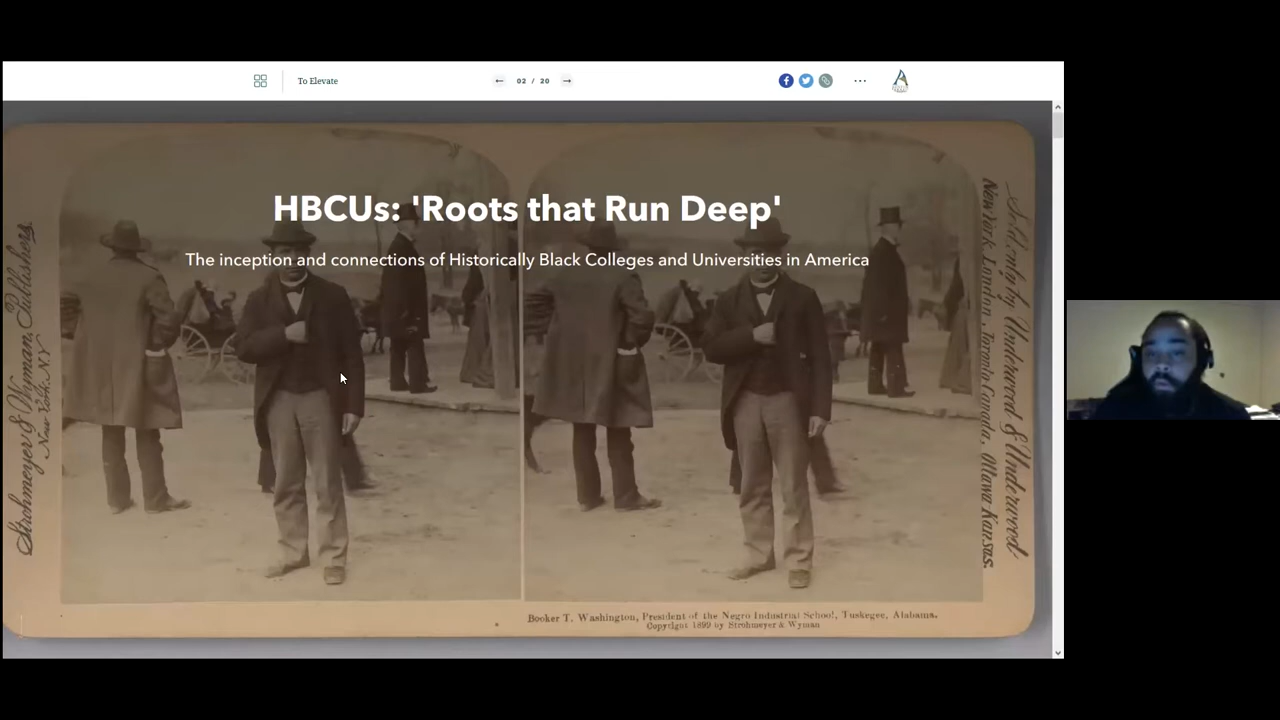 To Elevate
02 / 20
HBCUs: 'Roots that Run Deep'
The inception and connections of Historically Black Colleges and Universities in America
Strohmeyer & Wyman, Publishers,
New York, N.Y.
Sold only by Underwood & Underwood
New York, London, Toronto Canada, Ottawa Kansas.
Booker T. Washington, President of the Negro Industrial School, Tuskegee, Alabama.
Copyright 1899 by Strohmeyer & Wyman